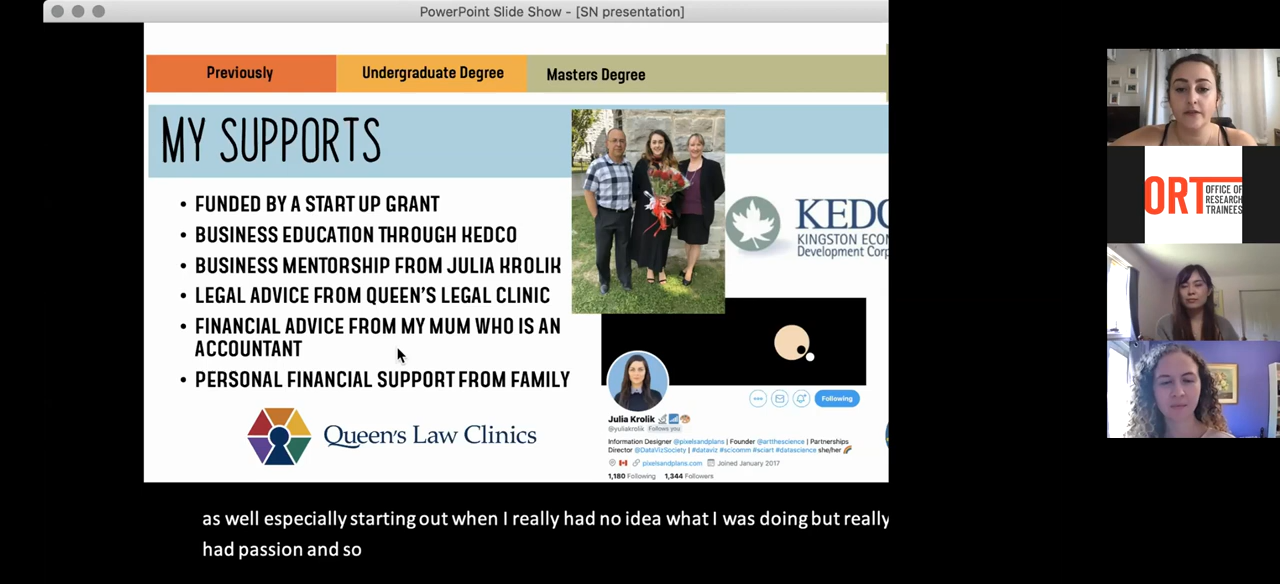 PowerPoint Slide Show - [SN presentation]
Previously
Undergraduate Degree
Masters Degree
MY SUPPORTS
• FUNDED BY A START UP GRANT
• BUSINESS EDUCATION THROUGH KEDCO
• BUSINESS MENTORSHIP FROM JULIA KROLIK
• LEGAL ADVICE FROM QUEEN'S LEGAL CLINIC
• FINANCIAL ADVICE FROM MY MUM WHO IS AN
ACCOUNTANT
• PERSONAL FINANCIAL SUPPORT FROM FAMILY
Queen's Law Clinics
KEDC
KINGSTON ECON
Development Corp
Following
Julia Krolik
@yuliakrolik Follows you
Information Designer @pixelsandplans | Founder @artthescience | Partnerships
Director @DataVizSociety | #dataviz #scicomm #sciart #datascience she/her
pixelsandplans.com Joined January 2017
1,180 Following 1,344 Followers
as well especially starting out when I really had no idea what I was doing but really
had passion and so
ORT
OFFICE OF
RESEARCH
TRAINEES